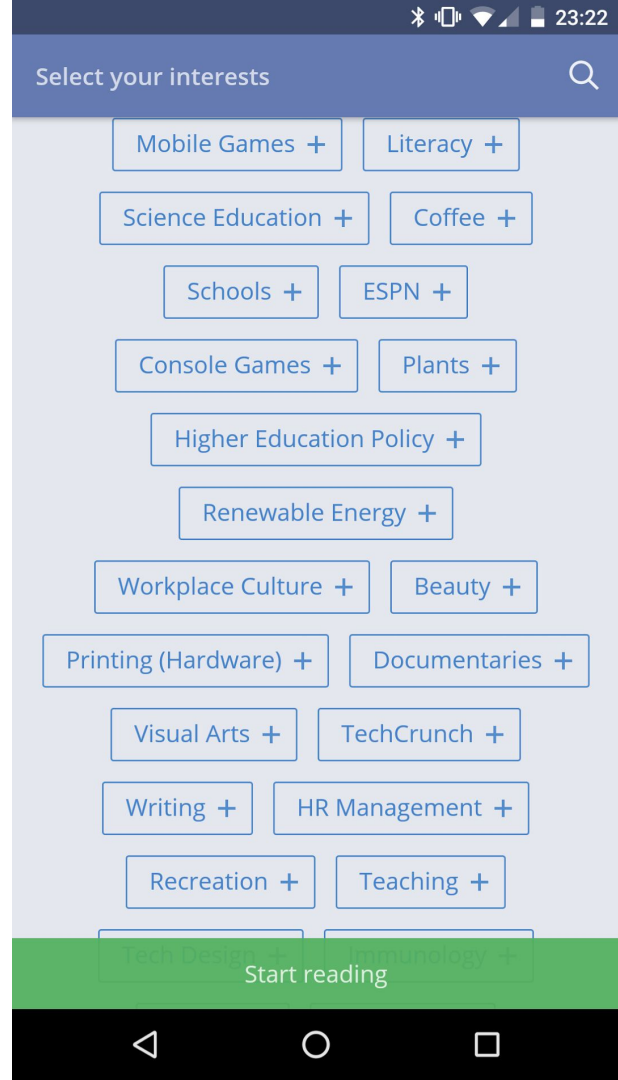 23:22
Select your interests
Mobile Games + Literacy +
Science Education + Coffee +
Schools + ESPN +
Console Games + Plants +
Higher Education Policy +
Renewable Energy +
Workplace Culture + Beauty +
Printing (Hardware) + Documentaries +
Visual Arts + TechCrunch +
Writing + HR Management +
Recreation + Teaching +
Tech Design + Immunology +
Start reading